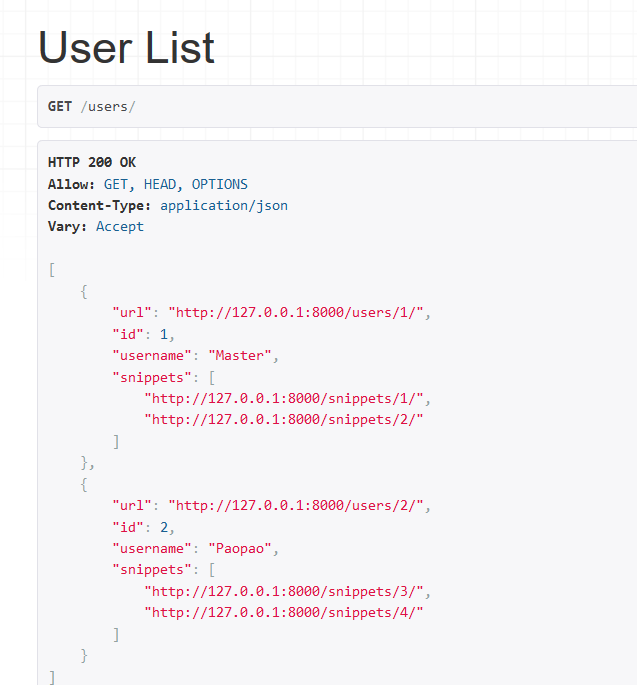 User List
GET /users/
HTTP 200 OK
Allow: GET, HEAD, OPTIONS
Content-Type: application/json
Vary: Accept
[
    {
        "url": "http://127.0.0.1:8000/users/1/",
        "id": 1,
        "username": "Master",
        "snippets": [
            "http://127.0.0.1:8000/snippets/1/",
            "http://127.0.0.1:8000/snippets/2/"
        ]
    },
    {
        "url": "http://127.0.0.1:8000/users/2/",
        "id": 2,
        "username": "Paopao",
        "snippets": [
            "http://127.0.0.1:8000/snippets/3/",
            "http://127.0.0.1:8000/snippets/4/"
        ]
    }
]